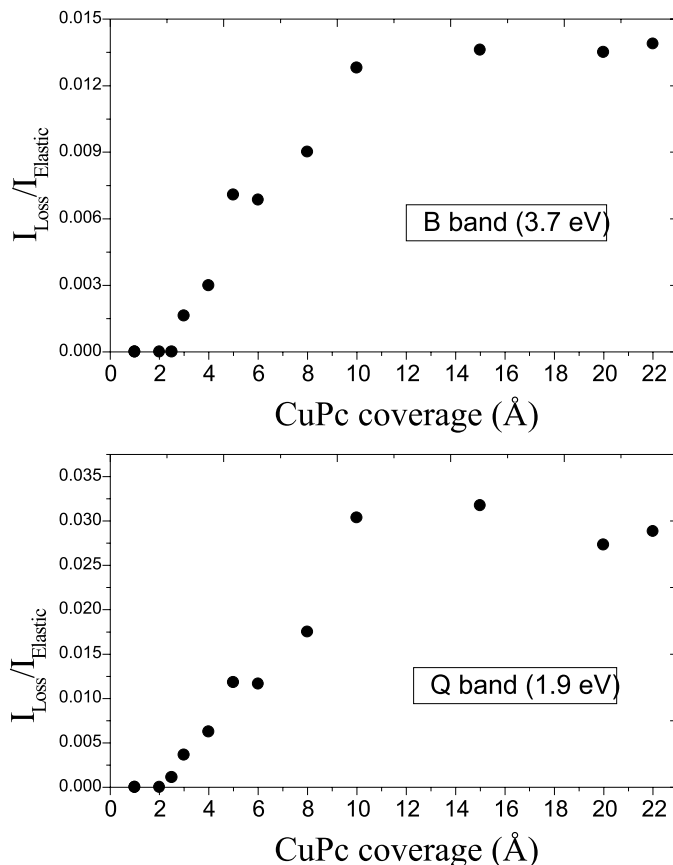 0.015
0.012
0.009
0.006
0.003
0.000
I_Loss/I_Elastic
B band (3.7 eV)
0 2 4 6 8 10 12 14 16 18 20 22
CuPc coverage (Å)
0.035
0.030
0.025
0.020
0.015
0.010
0.005
0.000
I_Loss/I_Elastic
Q band (1.9 eV)
0 2 4 6 8 10 12 14 16 18 20 22
CuPc coverage (Å)